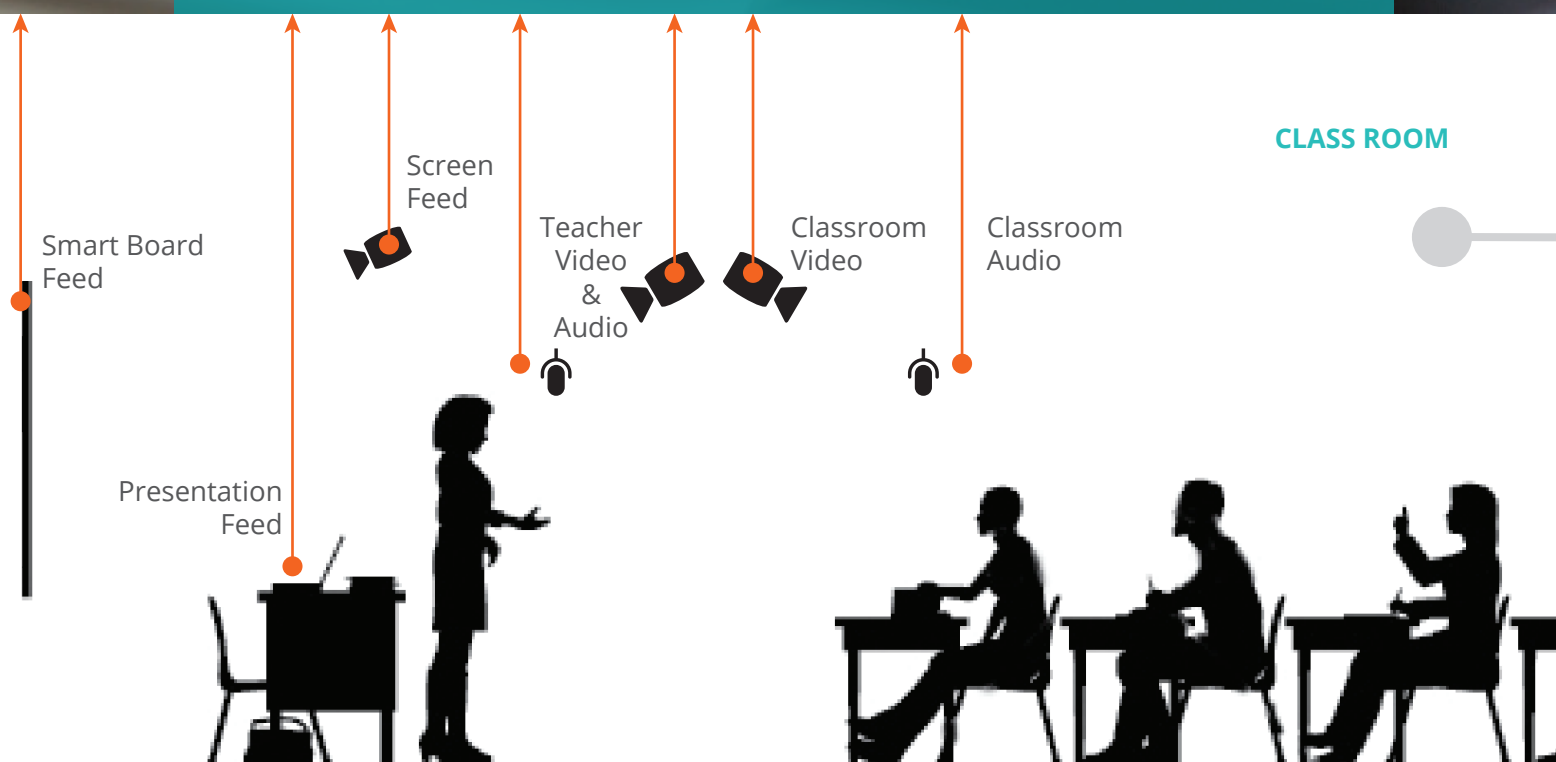 CLASS ROOM
Screen
Feed
Smart Board
Feed
Teacher
Video
&
Audio
Classroom
Video
Classroom
Audio
Presentation
Feed